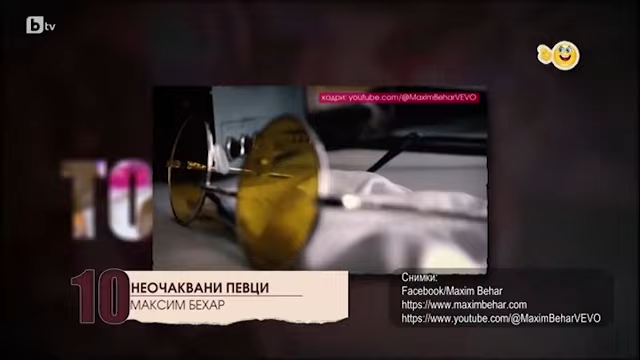 btv
кадри: youtube.com/@MaximBeharVEVO
TO
10
НЕОЧАКВАНИ ПЕВЦИ
МАКСИМ БЕХАР
Снимки:
Facebook/Maxim Behar
https://www.maximbehar.com
https://www.youtube.com/@MaximBeharVEVO